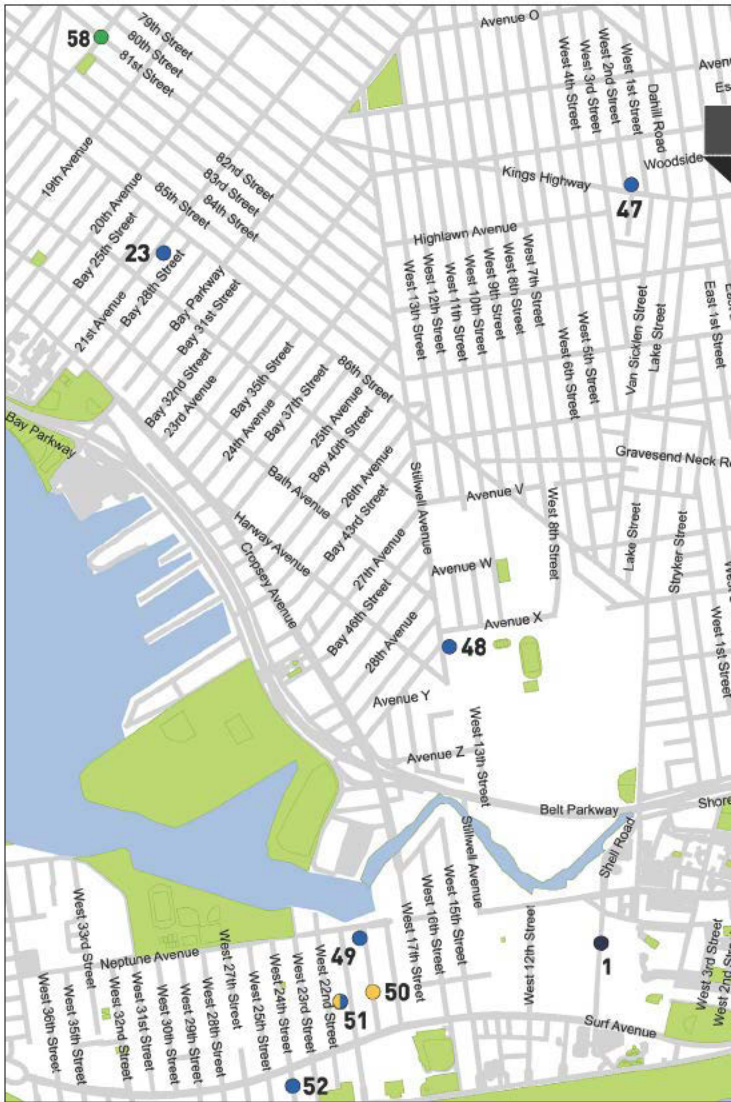 Avenue O
79th Street
80th Street
81st Street
58
West 1st Street
West 2nd Street
West 3rd Street
West 4th Street
Dahill Road
Woodside
Kings Highway
47
19th Avenue
20th Avenue
82nd Street
83rd Street
84th Street
85th Street
Bay 25th Street
23
Bay 28th Street
21st Avenue
Bay Parkway
Bay 31st Street
Bay 32nd Street
23rd Avenue
Highlawn Avenue
West 7th Street
West 8th Street
West 9th Street
West 10th Street
West 11th Street
West 12th Street
West 13th Street
West 5th Street
West 6th Street
Van Sicklen Street
Lake Street
East 1st Street
Bay 35th Street
24th Avenue
Bay 37th Street
86th Street
25th Avenue
Bay 40th Street
Bath Avenue
26th Avenue
Bay 43rd Street
Harway Avenue
Cropsey Avenue
27th Avenue
Bay 46th Street
28th Avenue
Bay Parkway
Stillwell Avenue
Avenue V
West 8th Street
Gravesend Neck
Lake Street
Stryker Street
Avenue W
Avenue X
48
West 1st Street
Avenue Y
Avenue Z
West 13th Street
Belt Parkway
Shore
Shell Road
Stillwell Avenue
West 15th Street
West 16th Street
West 17th Street
West 12th Street
1
West 3rd Street
West 2nd Street
Neptune Avenue
West 33rd Street
49
50
51
52
West 22nd Street
West 23rd Street
West 24th Street
West 25th Street
West 27th Street
West 28th Street
West 29th Street
West 30th Street
West 31st Street
West 32nd Street
West 35th Street
West 36th Street
Surf Avenue